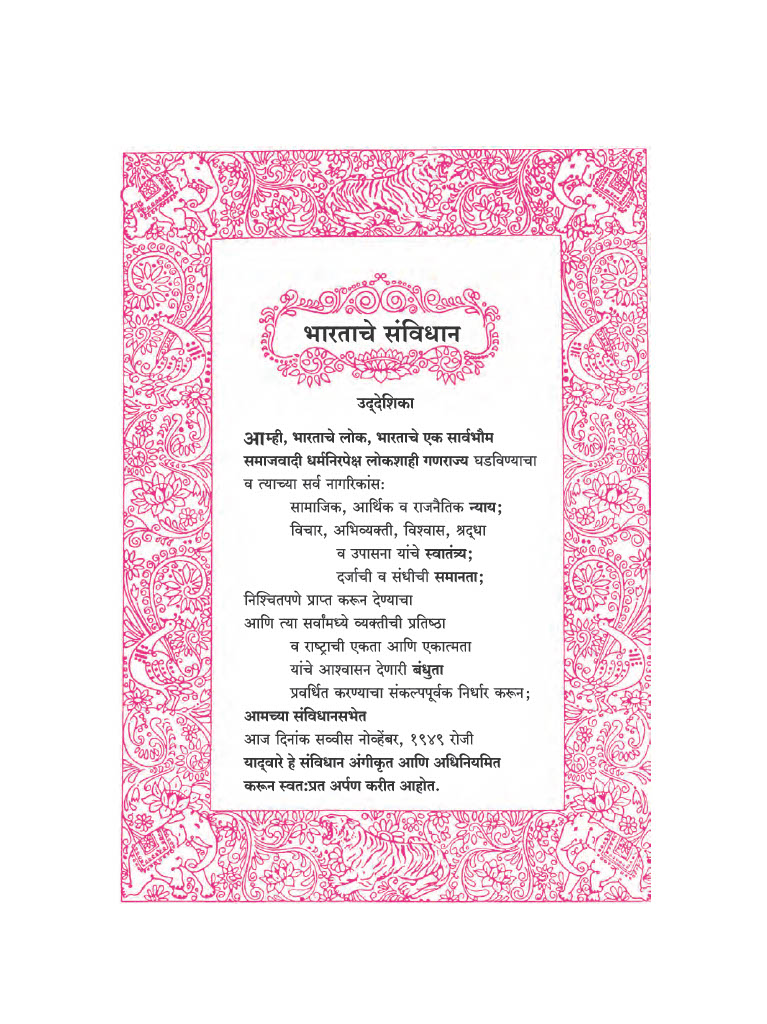 भारताचे संविधान
उद्‌देशिका
आम्ही, भारताचे लोक, भारताचे एक सार्वभौम
समाजवादी धर्मनिरपेक्ष लोकशाही गणराज्य घडविण्याचा
व त्याच्या सर्व नागरिकांस:
सामाजिक, आर्थिक व राजनैतिक न्याय;
विचार, अभिव्यक्ती, विश्वास, श्रद्‌धा
व उपासना यांचे स्वातंत्र्य;
दर्जाची व संधीची समानता;
निश्चितपणे प्राप्त करून देण्याचा
आणि त्या सर्वांमध्ये व्यक्तीची प्रतिष्ठा
व राष्ट्राची एकता आणि एकात्मता
यांचे आश्वासन देणारी बंधुता
प्रवर्धित करण्याचा संकल्पपूर्वक निर्धार करून;
आमच्या संविधानसभेत
आज दिनांक सव्वीस नोव्हेंबर, १९४९ रोजी
याद्‌वारे हे संविधान अंगीकृत आणि अधिनियमित
करून स्वत:प्रत अर्पण करीत आहोत.